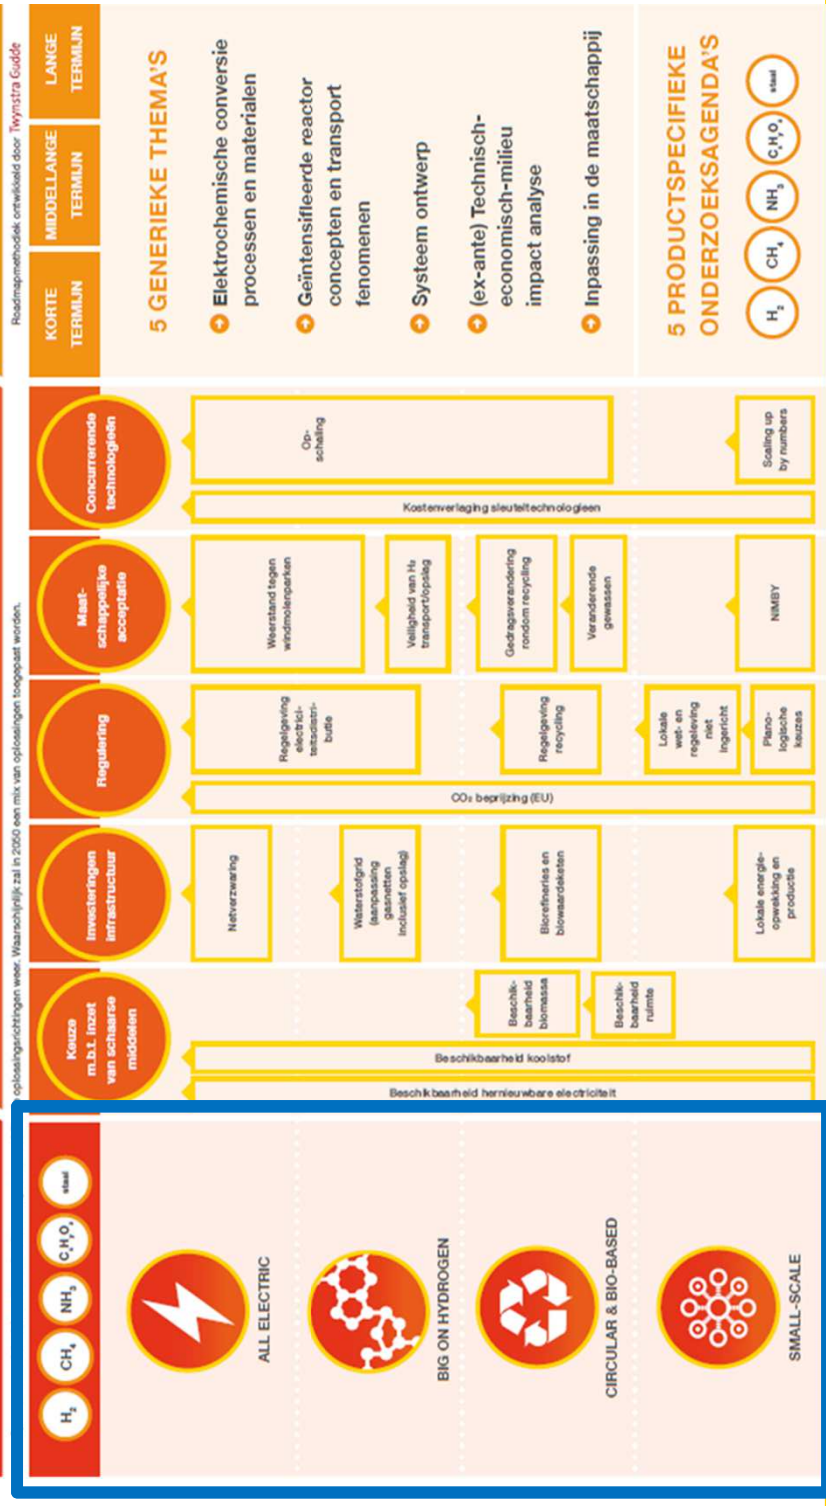 oplossingsrichtingen weer. Waarschijnlijk zal in 2050 een mix van oplossingen toegepast worden.
Roadmapmethodiek ontwikkeld door Twynstra Gudde
H₂
CH₄
NH₃
CₓHᵧOᵤ
staal
ALL ELECTRIC
BIG ON HYDROGEN
CIRCULAR & BIO-BASED
SMALL-SCALE
Keuze
m.b.t. inzet
van schaarse
middelen
Beschikbaarheid hernieuwbare electriciteit
Beschikbaarheid koolstof
Beschik-
baarheid
biomassa
Beschik-
baarheid
ruimte
Investeringen
infrastructuur
Netverzwaring
Waterstofgrid
(aanpassing
gasnetten
inclusief opslag)
Biorefineries en
biowaardeketen
Lokale energie-
opwekking en
productie
Regulering
CO₂ beprijzing (EU)
Regelgeving
electrici-
teitsdistri-
butie
Regelgeving
recycling
Lokale
wet- en
regeleving
niet
ingericht
Plano-
logische
keuzes
Maat-
schappelijke
acceptatie
Weerstand tegen
windmolenparken
Veiligheid van H₂
transport/opslag
Gedragsverandering
rondom recycling
Veranderende
gewassen
NIMBY
Concurrerende
technologieën
Kostenverlaging sleuteltechnologieen
Op-
schaling
Scaling up
by numbers
KORTE
TERMIJN
MIDDELLANGE
TERMIJN
LANGE
TERMIJN
5 GENERIEKE THEMA'S
Elektrochemische conversie
processen en materialen
Geïntensifieerde reactor
concepten en transport
fenomenen
Systeem ontwerp
(ex-ante) Technisch-
economisch-milieu
impact analyse
Inpassing in de maatschappij
5 PRODUCTSPECIFIEKE
ONDERZOEKSAGENDA'S
H₂
CH₄
NH₃
CₓHᵧOᵤ
staal